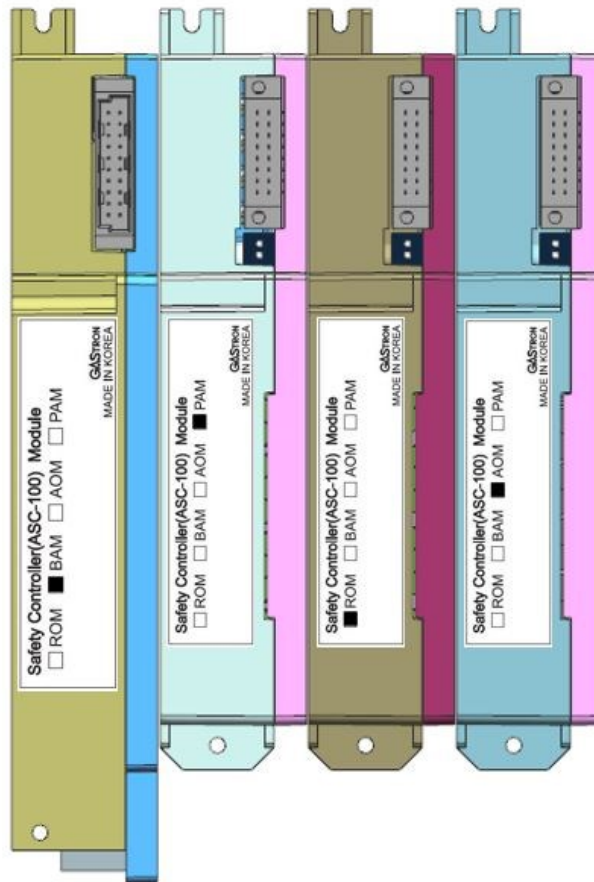 Safety Controller(ASC-100) Module
□ROM ■BAM □AOM □PAM
GASTRON
MADE IN KOREA
Safety Controller(ASC-100) Module
□ROM □BAM □AOM ■PAM
GASTRON
MADE IN KOREA
Safety Controller(ASC-100) Module
■ROM □BAM □AOM □PAM
GASTRON
MADE IN KOREA
Safety Controller(ASC-100) Module
□ROM □BAM ■AOM □PAM
GASTRON
MADE IN KOREA